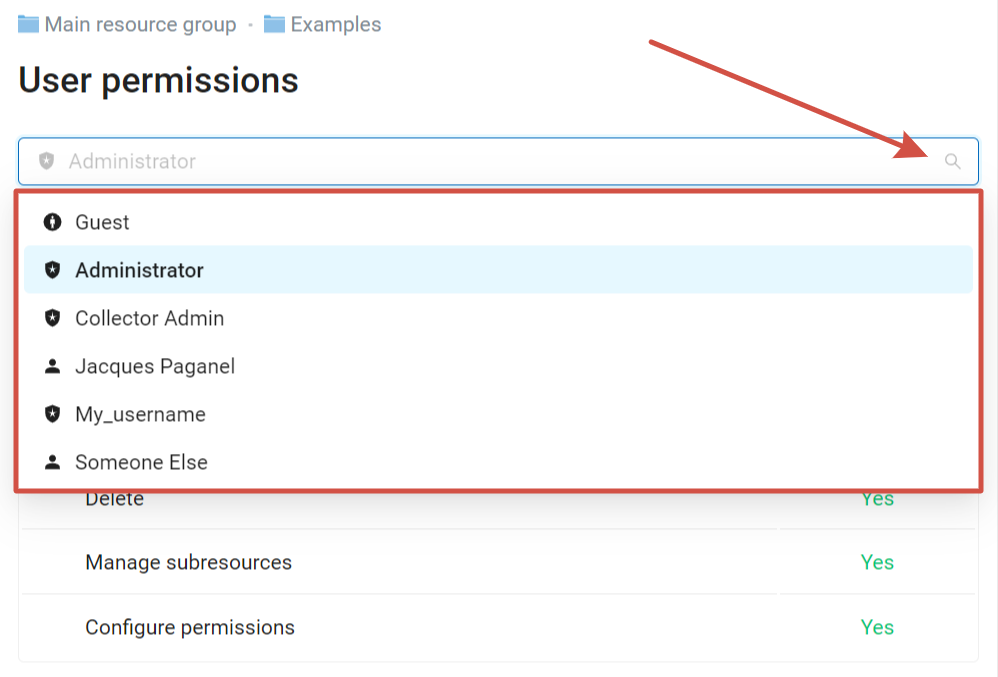 Main resource group • Examples
User permissions
Administrator
Guest
Administrator
Collector Admin
Jacques Paganel
My_username
Someone Else
Delete Yes
Manage subresources Yes
Configure permissions Yes